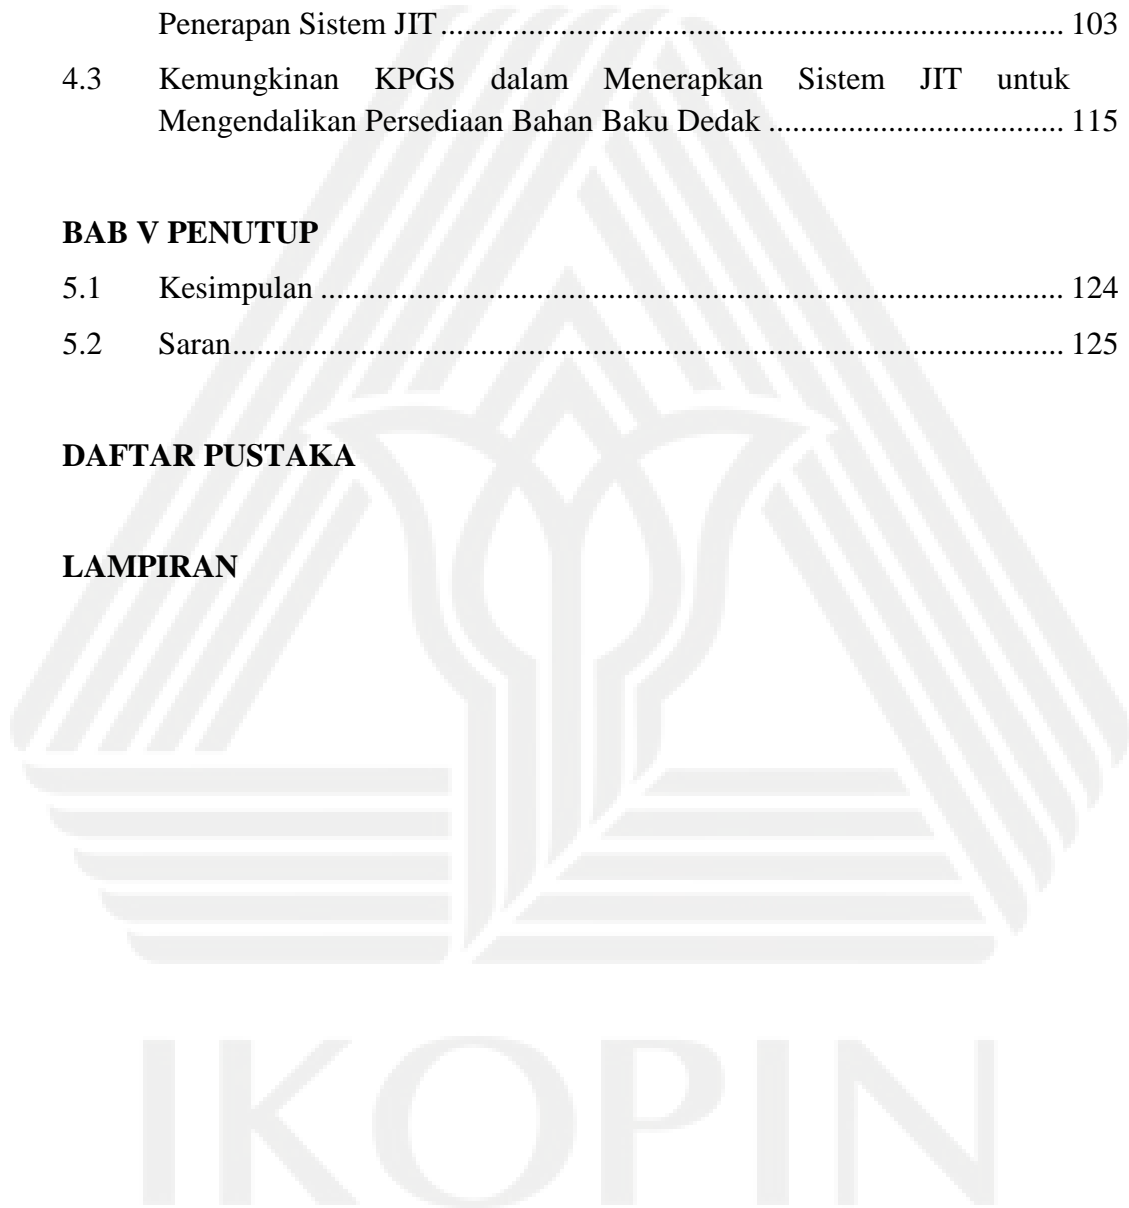 Penerapan Sistem JIT ........................................................................... 103
4.3 Kemungkinan KPGS dalam Menerapkan Sistem JIT untuk
Mengendalikan Persediaan Bahan Baku Dedak ................................... 115
BAB V PENUTUP
5.1 Kesimpulan ........................................................................................... 124
5.2 Saran...................................................................................................... 125
DAFTAR PUSTAKA
LAMPIRAN
IKOPIN